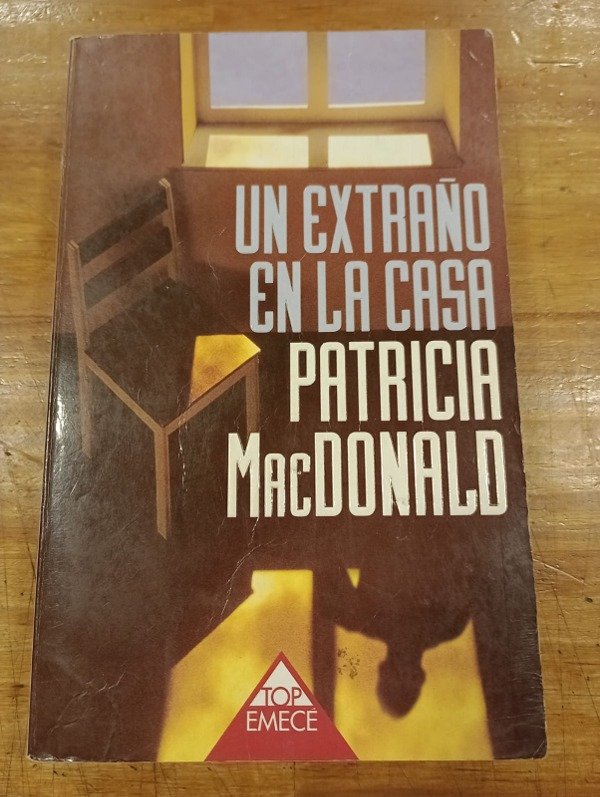 UN EXTRAÑO
EN LA CASA
PATRICIA
MACDONALD
TOP
EMECÉ